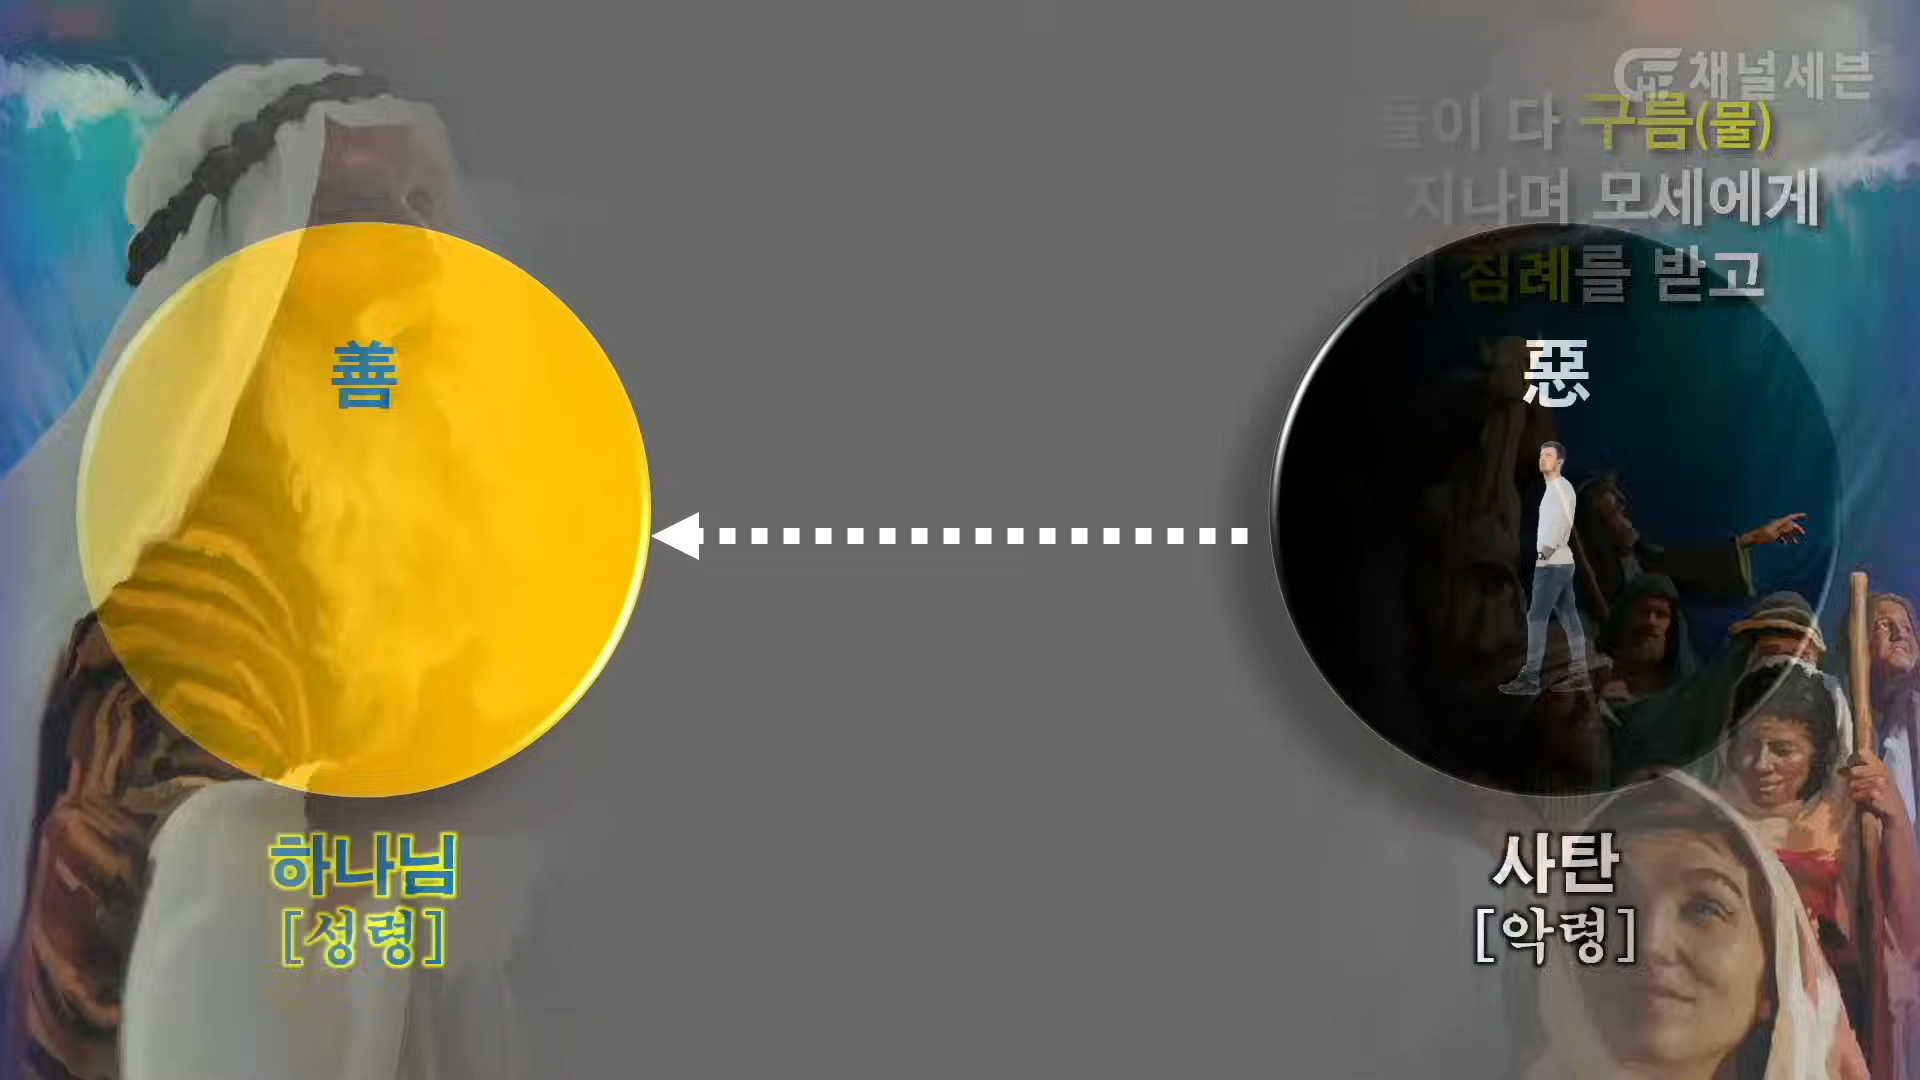 채널세븐
들이 다 구름(물)
지나며 모세에게
침례를 받고
善
惡
하나님
[성령]
사탄
[악령]